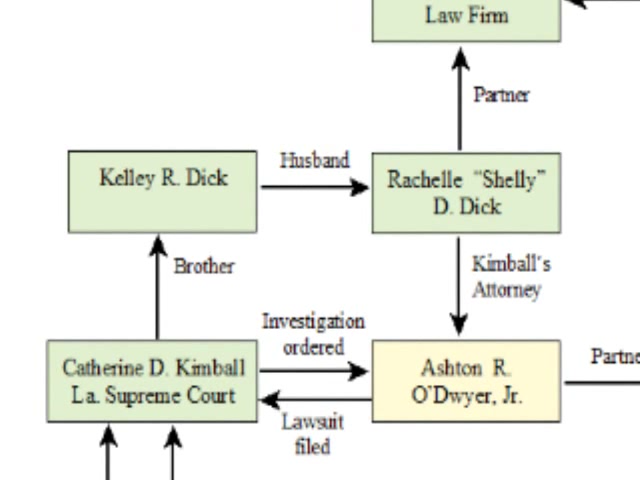 Law Firm
Partner
Husband
Kelley R. Dick
Rachelle “Shelly”
D. Dick
Brother
Kimball's
Attorney
Investigation
ordered
Catherine D. Kimball
La. Supreme Court
Ashton R.
O'Dwyer, Jr.
Partne
Lawsuit
filed